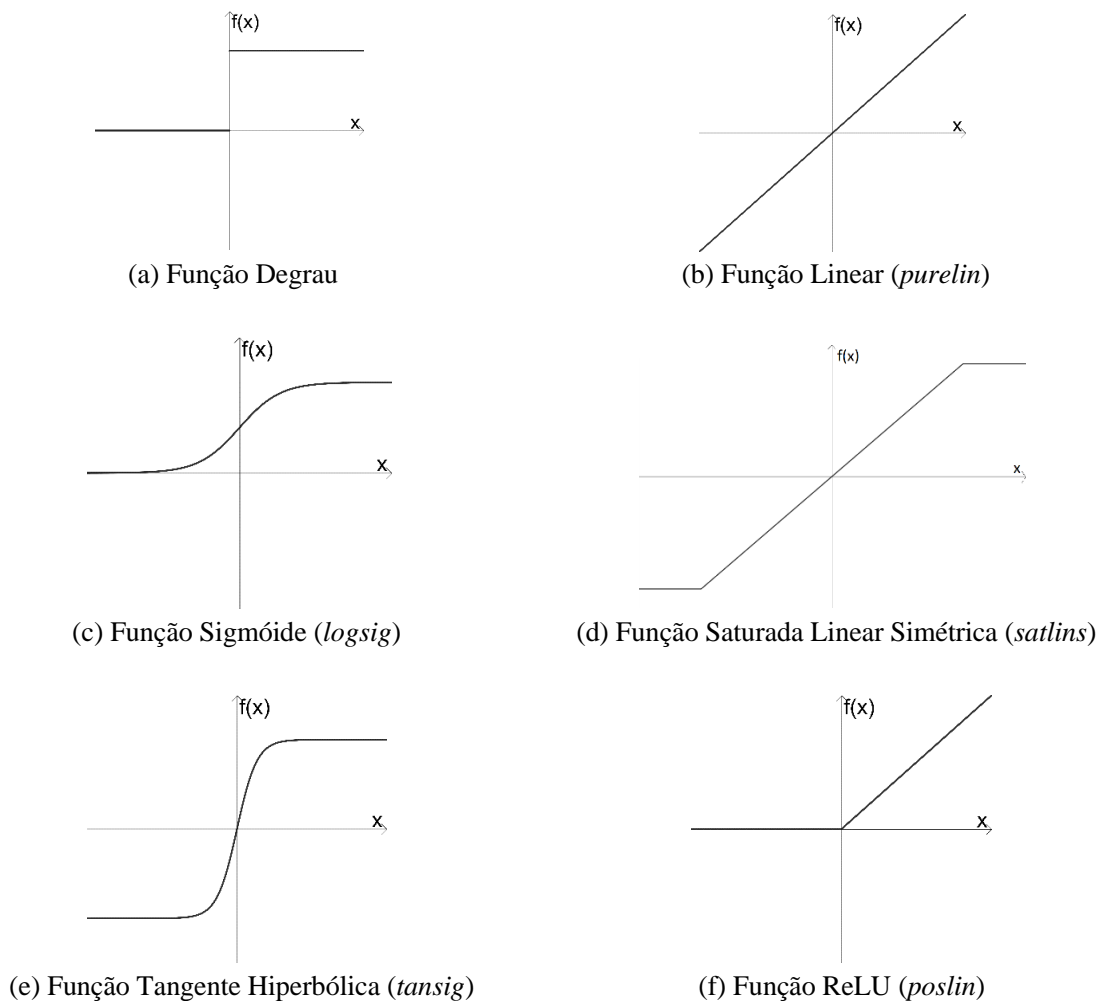 f(x)
x
(a) Função Degrau
f(x)
x
(b) Função Linear (purelin)
f(x)
x
(c) Função Sigmóide (logsig)
f(x)
x
(d) Função Saturada Linear Simétrica (satlins)
f(x)
x
(e) Função Tangente Hiperbólica (tansig)
f(x)
x
(f) Função ReLU (poslin)